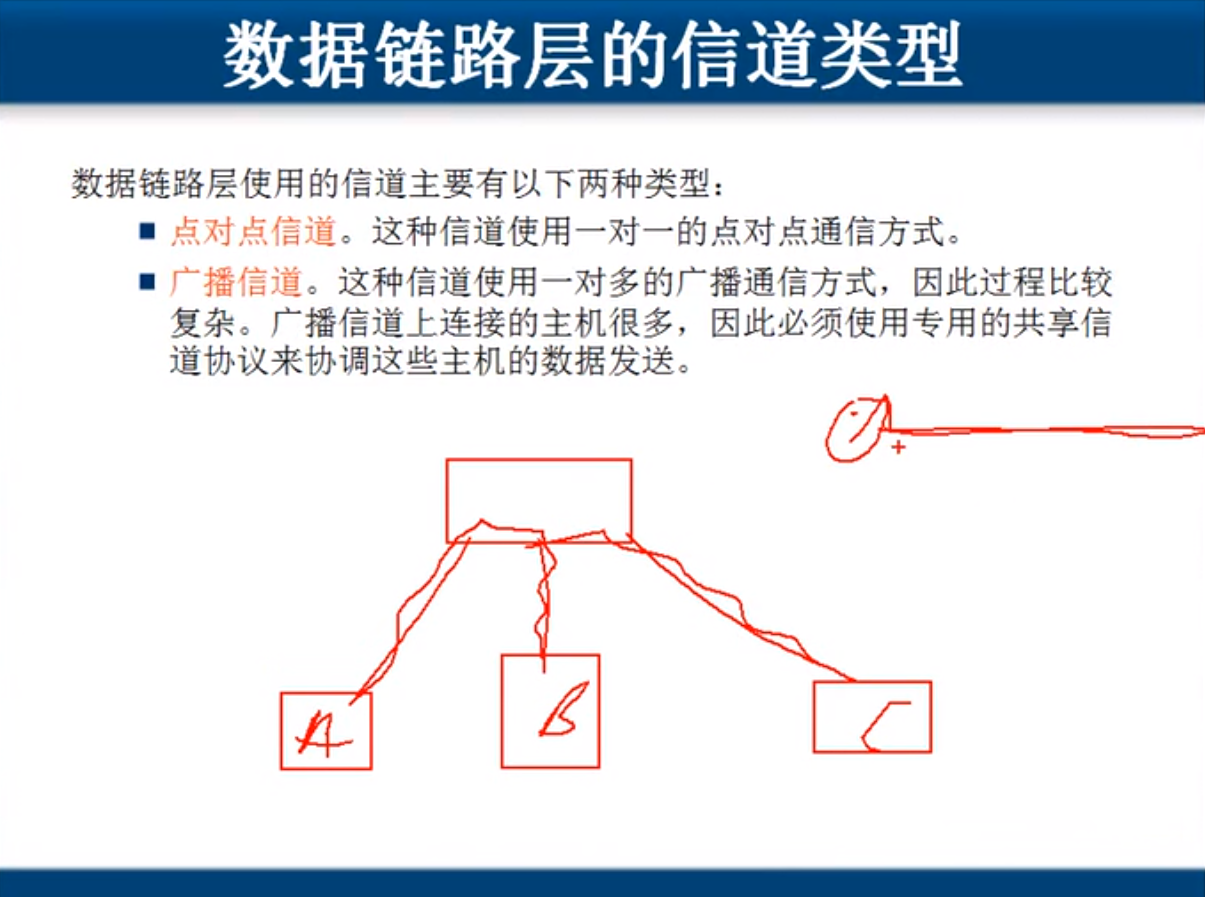 数据链路层的信道类型
数据链路层使用的信道主要有以下两种类型：
点对点信道。这种信道使用一对一的点对点通信方式。
广播信道。这种信道使用一对多的广播通信方式，因此过程比较
复杂。广播信道上连接的主机很多，因此必须使用专用的共享信
道协议来协调这些主机的数据发送。
A
B
C